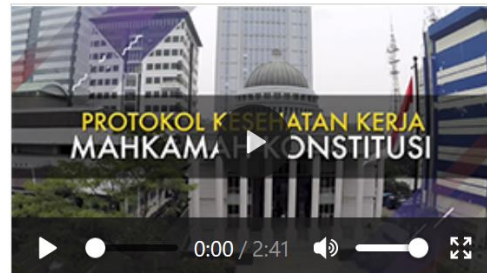 PROTOKOL KESEHATAN KERJA
MAHKAMAH KONSTITUSI
0:00 / 2:41